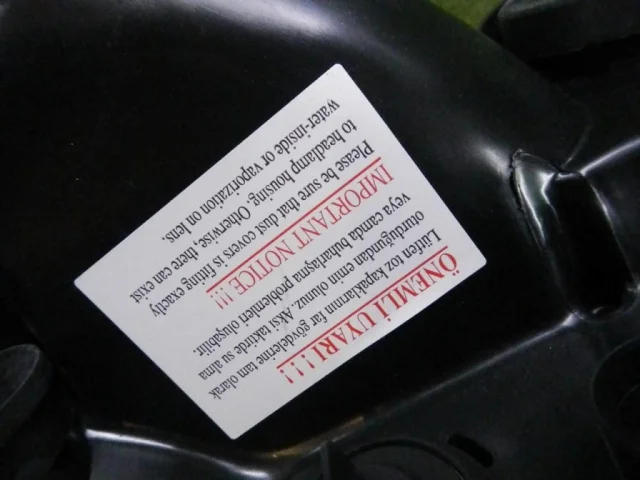 ÖNEMLİ UYARI ! ! !
Lütfen toz kapaklarının far gövdelerine tam olarak
oturduğundan emin olunuz. Aksi takirde su alma
veya camda buharlaşma problemleri oluşabilir.
IMPORTANT NOTICE !!!
Please be sure that dust covers is fiting exactly
to headlamp housing. Otherwise, there can exist
water-inside or vaporization on lens.